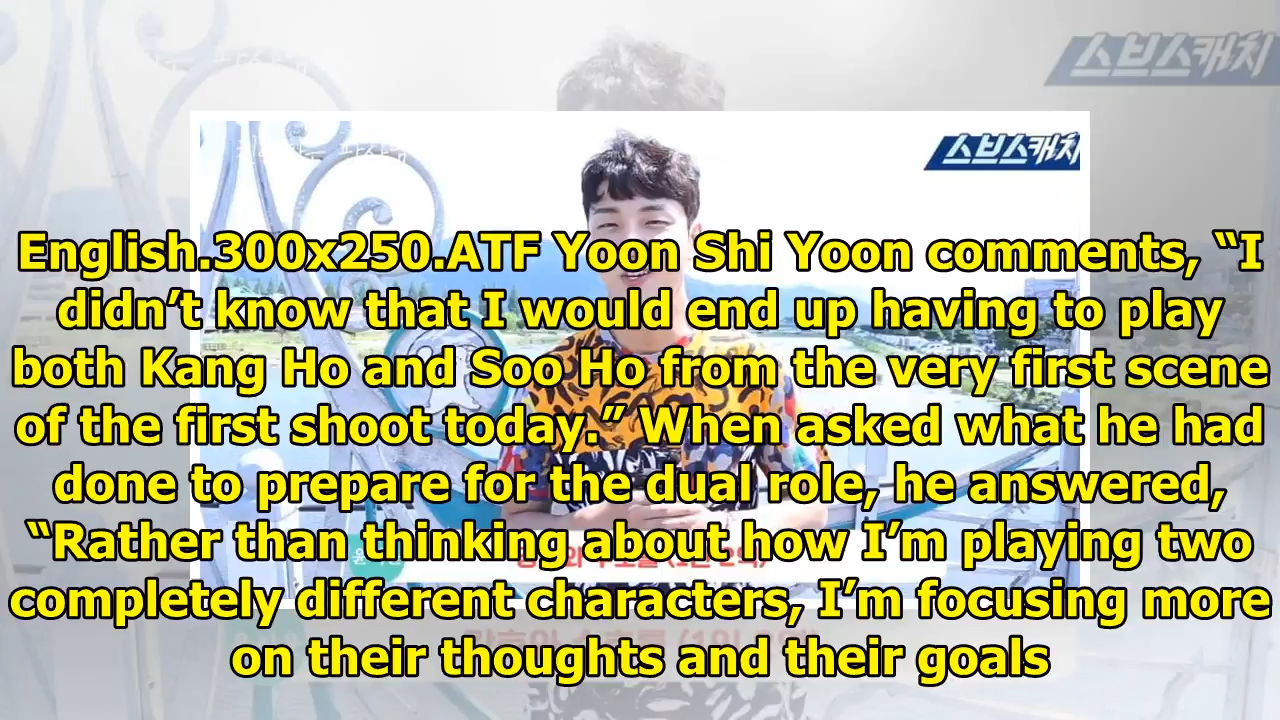 스브스캐치
스브스캐치
English.300x250.ATF Yoon Shi Yoon comments, “I
didn’t know that I would end up having to play
both Kang Ho and Soo Ho from the very first scene
of the first shoot today.” When asked what he had
done to prepare for the dual role, he answered,
“Rather than thinking about how I’m playing two
completely different characters, I’m focusing more
on their thoughts and their goals